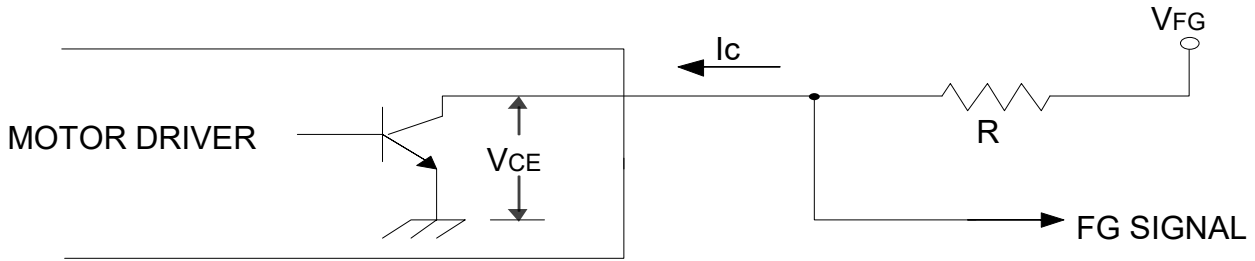 VFG
Ic
R
MOTOR DRIVER
VCE
FG SIGNAL